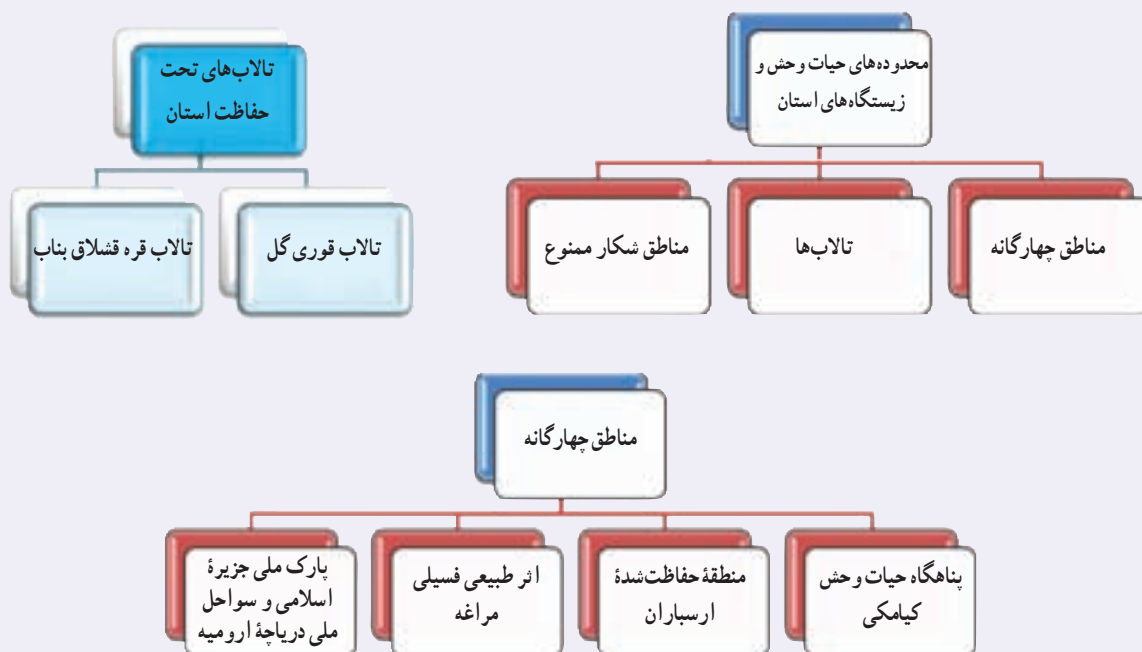 محدوده‌های حیات وحش و
زیستگاه‌های استان
مناطق چهارگانه
تالاب‌ها
مناطق شکار ممنوع
تالاب‌های تحت
حفاظت استان
تالاب قوری گل
تالاب قره قشلاق بناب
مناطق چهارگانه
پناهگاه حیات وحش
کیامکی
منطقهٔ حفاظت‌شدهٔ
ارسباران
اثر طبیعی فسیلی
مراغه
پارک ملی جزیرهٔ
اسلامی و سواحل
ملی دریاچهٔ ارومیه